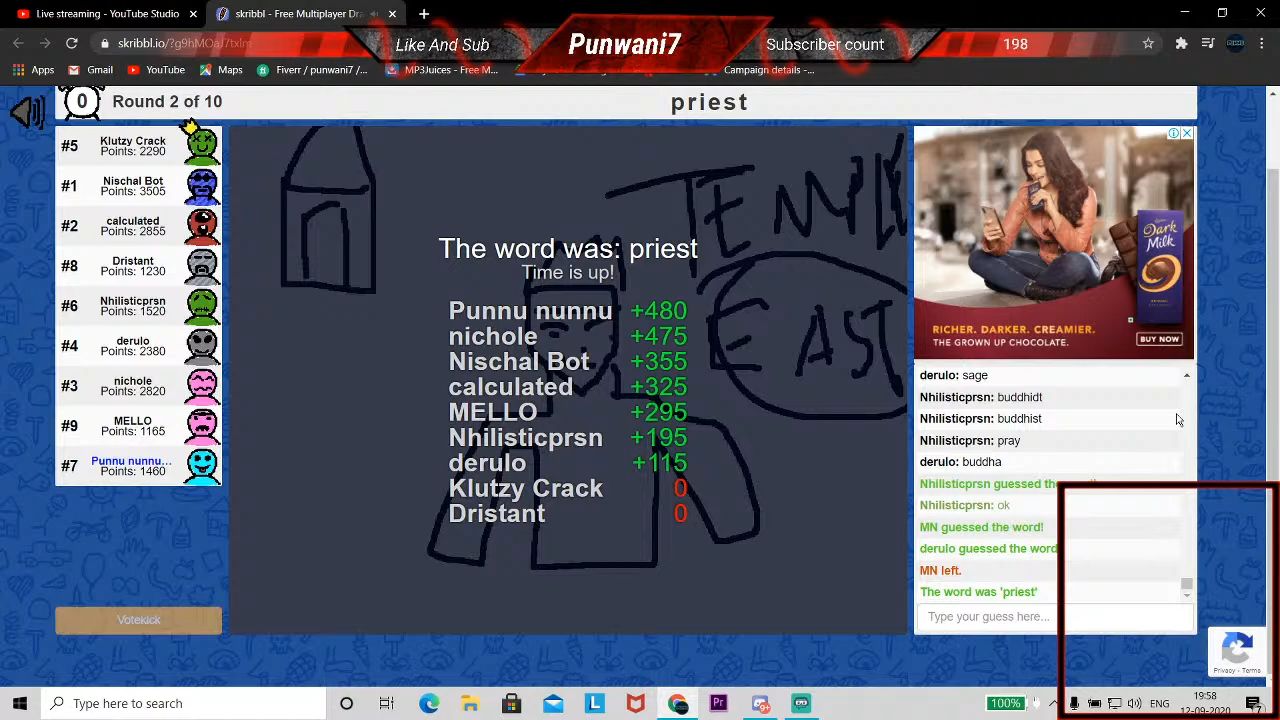 Live streaming - YouTube Studio
skribbl - Free Multiplayer Dra
skribbl.io/?g9hMOaJ7txlm
Like And Sub
Punwani7
Subscriber count
198
Apps
Gmail
YouTube
Maps
Fiverr / punwani7 /...
MP3Juices - Free M...
Campaign details -...
0
Round 2 of 10
priest
#5
Klutzy Crack
Points: 2290
#1
Nischal Bot
Points: 3505
#2
calculated
Points: 2855
#8
Dristant
Points: 1230
#6
Nhilisticprsn
Points: 1520
#4
derulo
Points: 2380
#3
nichole
Points: 2820
#9
MELLO
Points: 1165
#7
Punnu nunnu...
Points: 1460
Votekick
The word was: priest
Time is up!
Punnu nunnu +480
nichole +475
Nischal Bot +355
calculated +325
MELLO +295
Nhilisticprsn +195
derulo +115
Klutzy Crack 0
Dristant 0
EAST
Dark
Milk
RICHER. DARKER. CREAMIER.
THE GROWN UP CHOCOLATE.
BUY NOW
derulo: sage
Nhilisticprsn: buddhidt
Nhilisticprsn: buddhist
Nhilisticprsn: pray
derulo: buddha
Nhilisticprsn guessed the
Nhilisticprsn: ok
MN guessed the word!
derulo guessed the word
MN left.
The word was 'priest'
Type your guess here...
Privacy - Terms
Type here to search
100%
ENG
19:58
12-09-2020